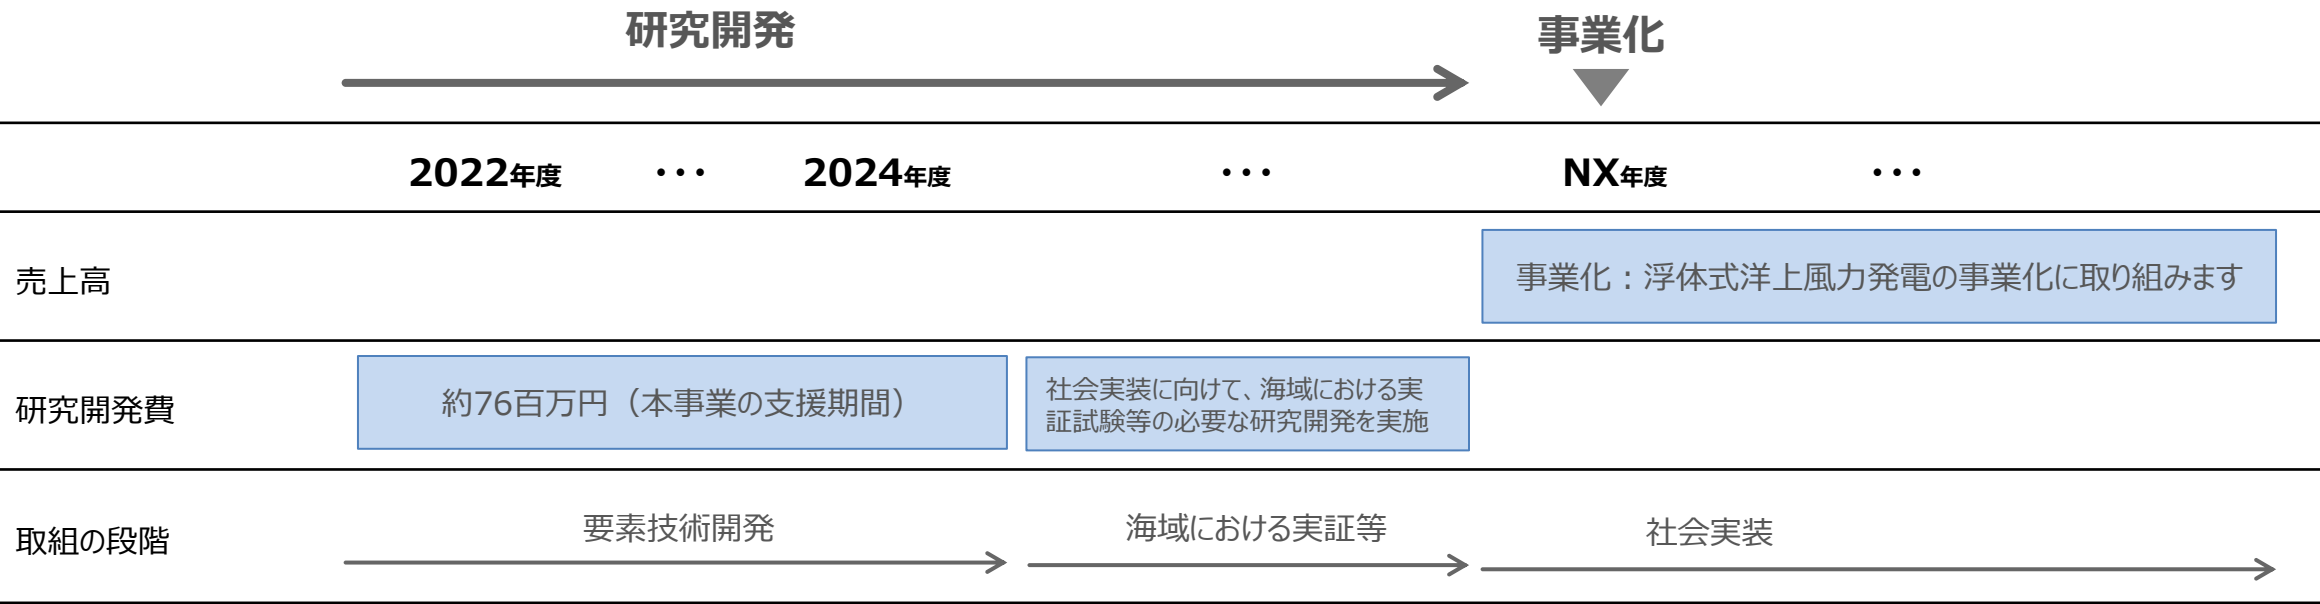 研究開発
事業化
2022年度 ・・・ 2024年度 ・・・ NX年度 ・・・
売上高
事業化：浮体式洋上風力発電の事業化に取り組みます
研究開発費
約76百万円（本事業の支援期間）
社会実装に向けて、海域における実
証試験等の必要な研究開発を実施
取組の段階
要素技術開発
海域における実証等
社会実装